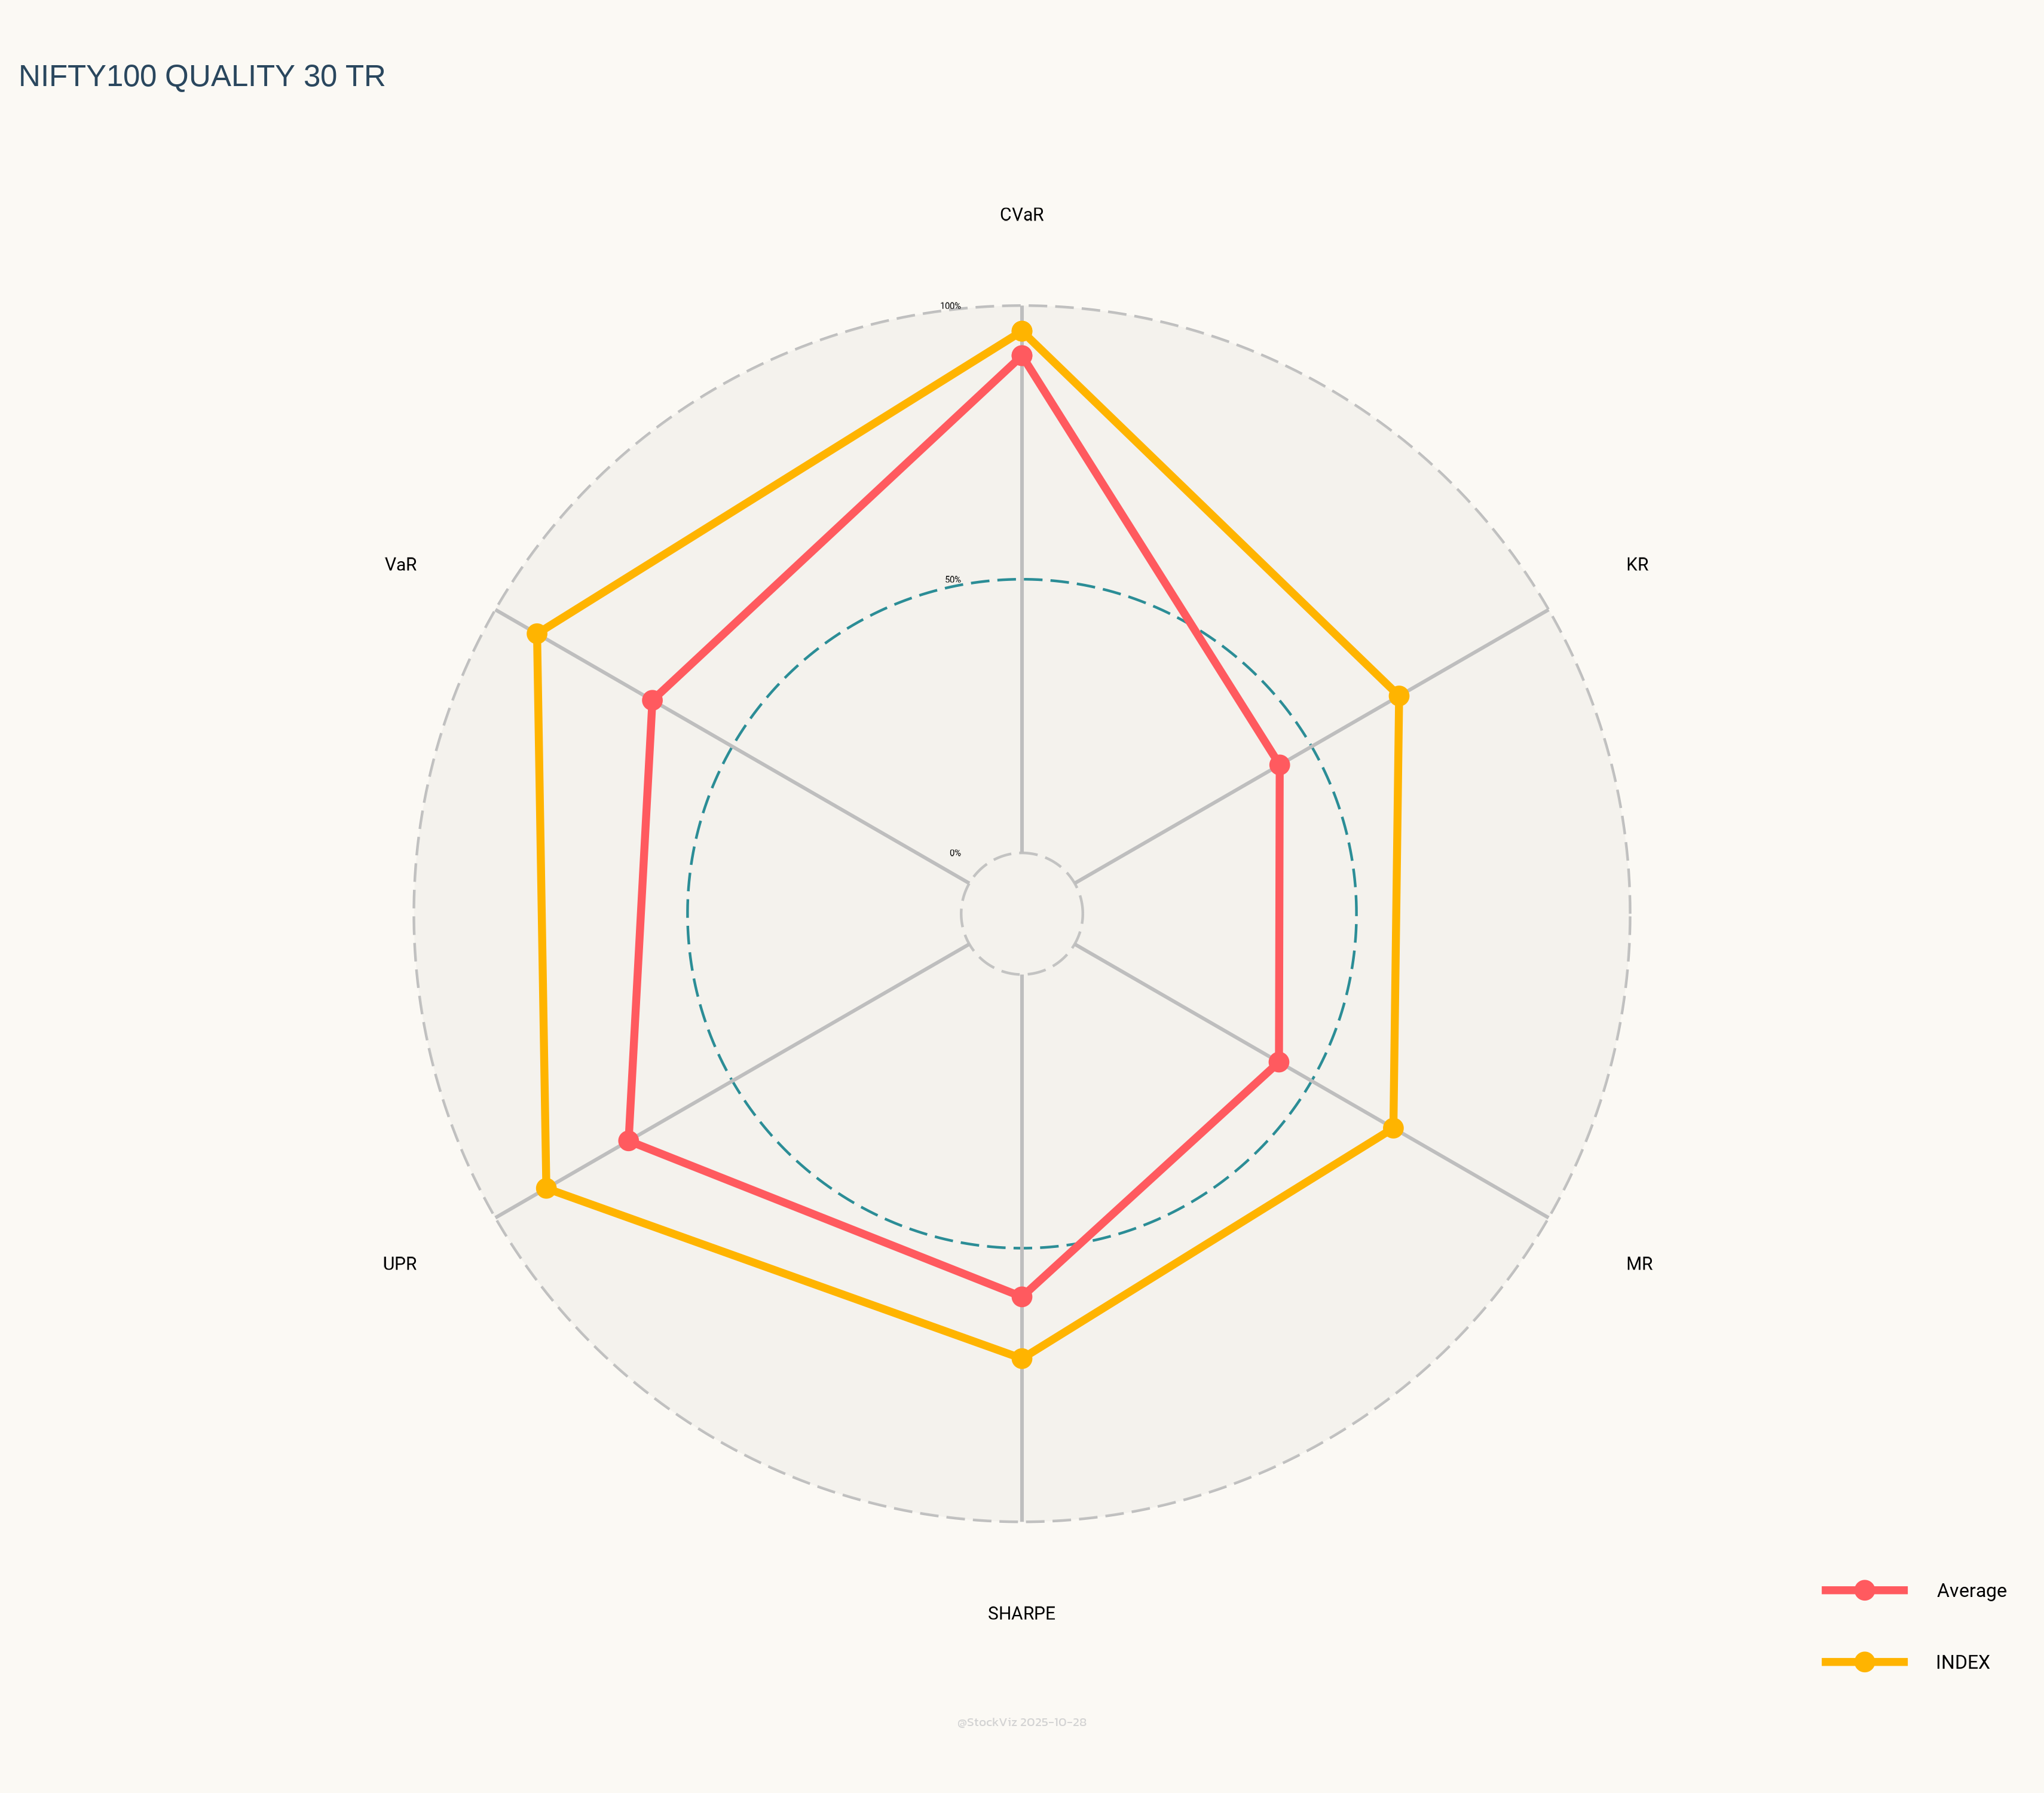 NIFTY100 QUALITY 30 TR
CVaR
100%
VaR
KR
50%
0%
UPR
MR
SHARPE
Average
INDEX
@StockViz 2025-10-28